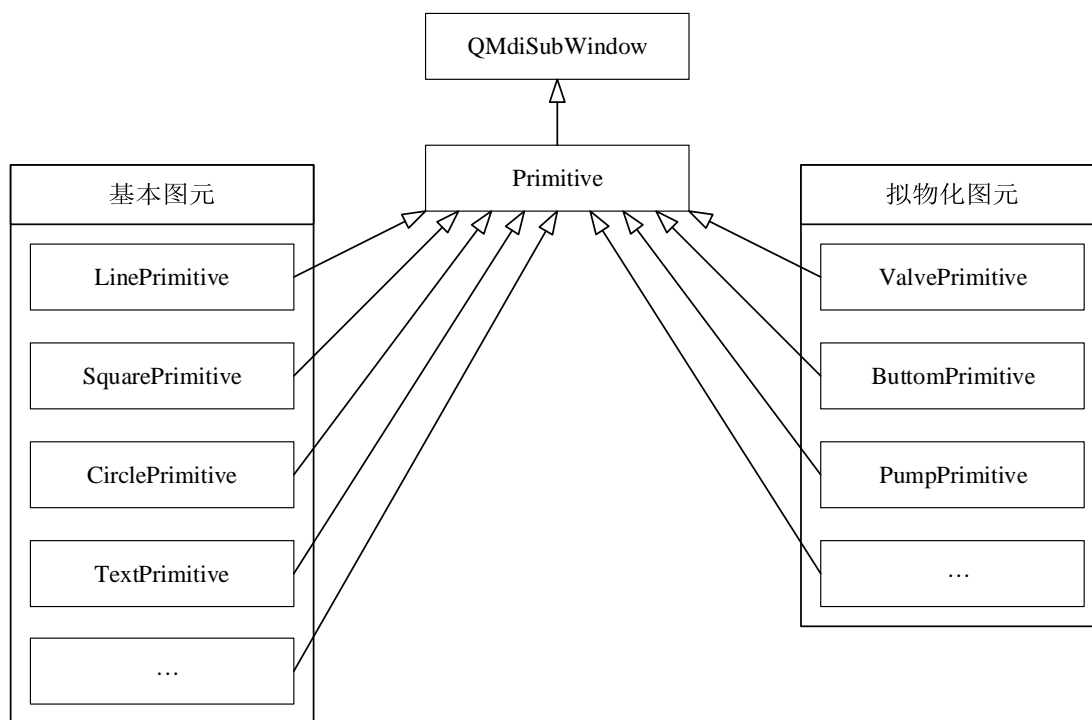 QMdiSubWindow
Primitive
基本图元
LinePrimitive
SquarePrimitive
CirclePrimitive
TextPrimitive
…
拟物化图元
ValvePrimitive
ButtomPrimitive
PumpPrimitive
…